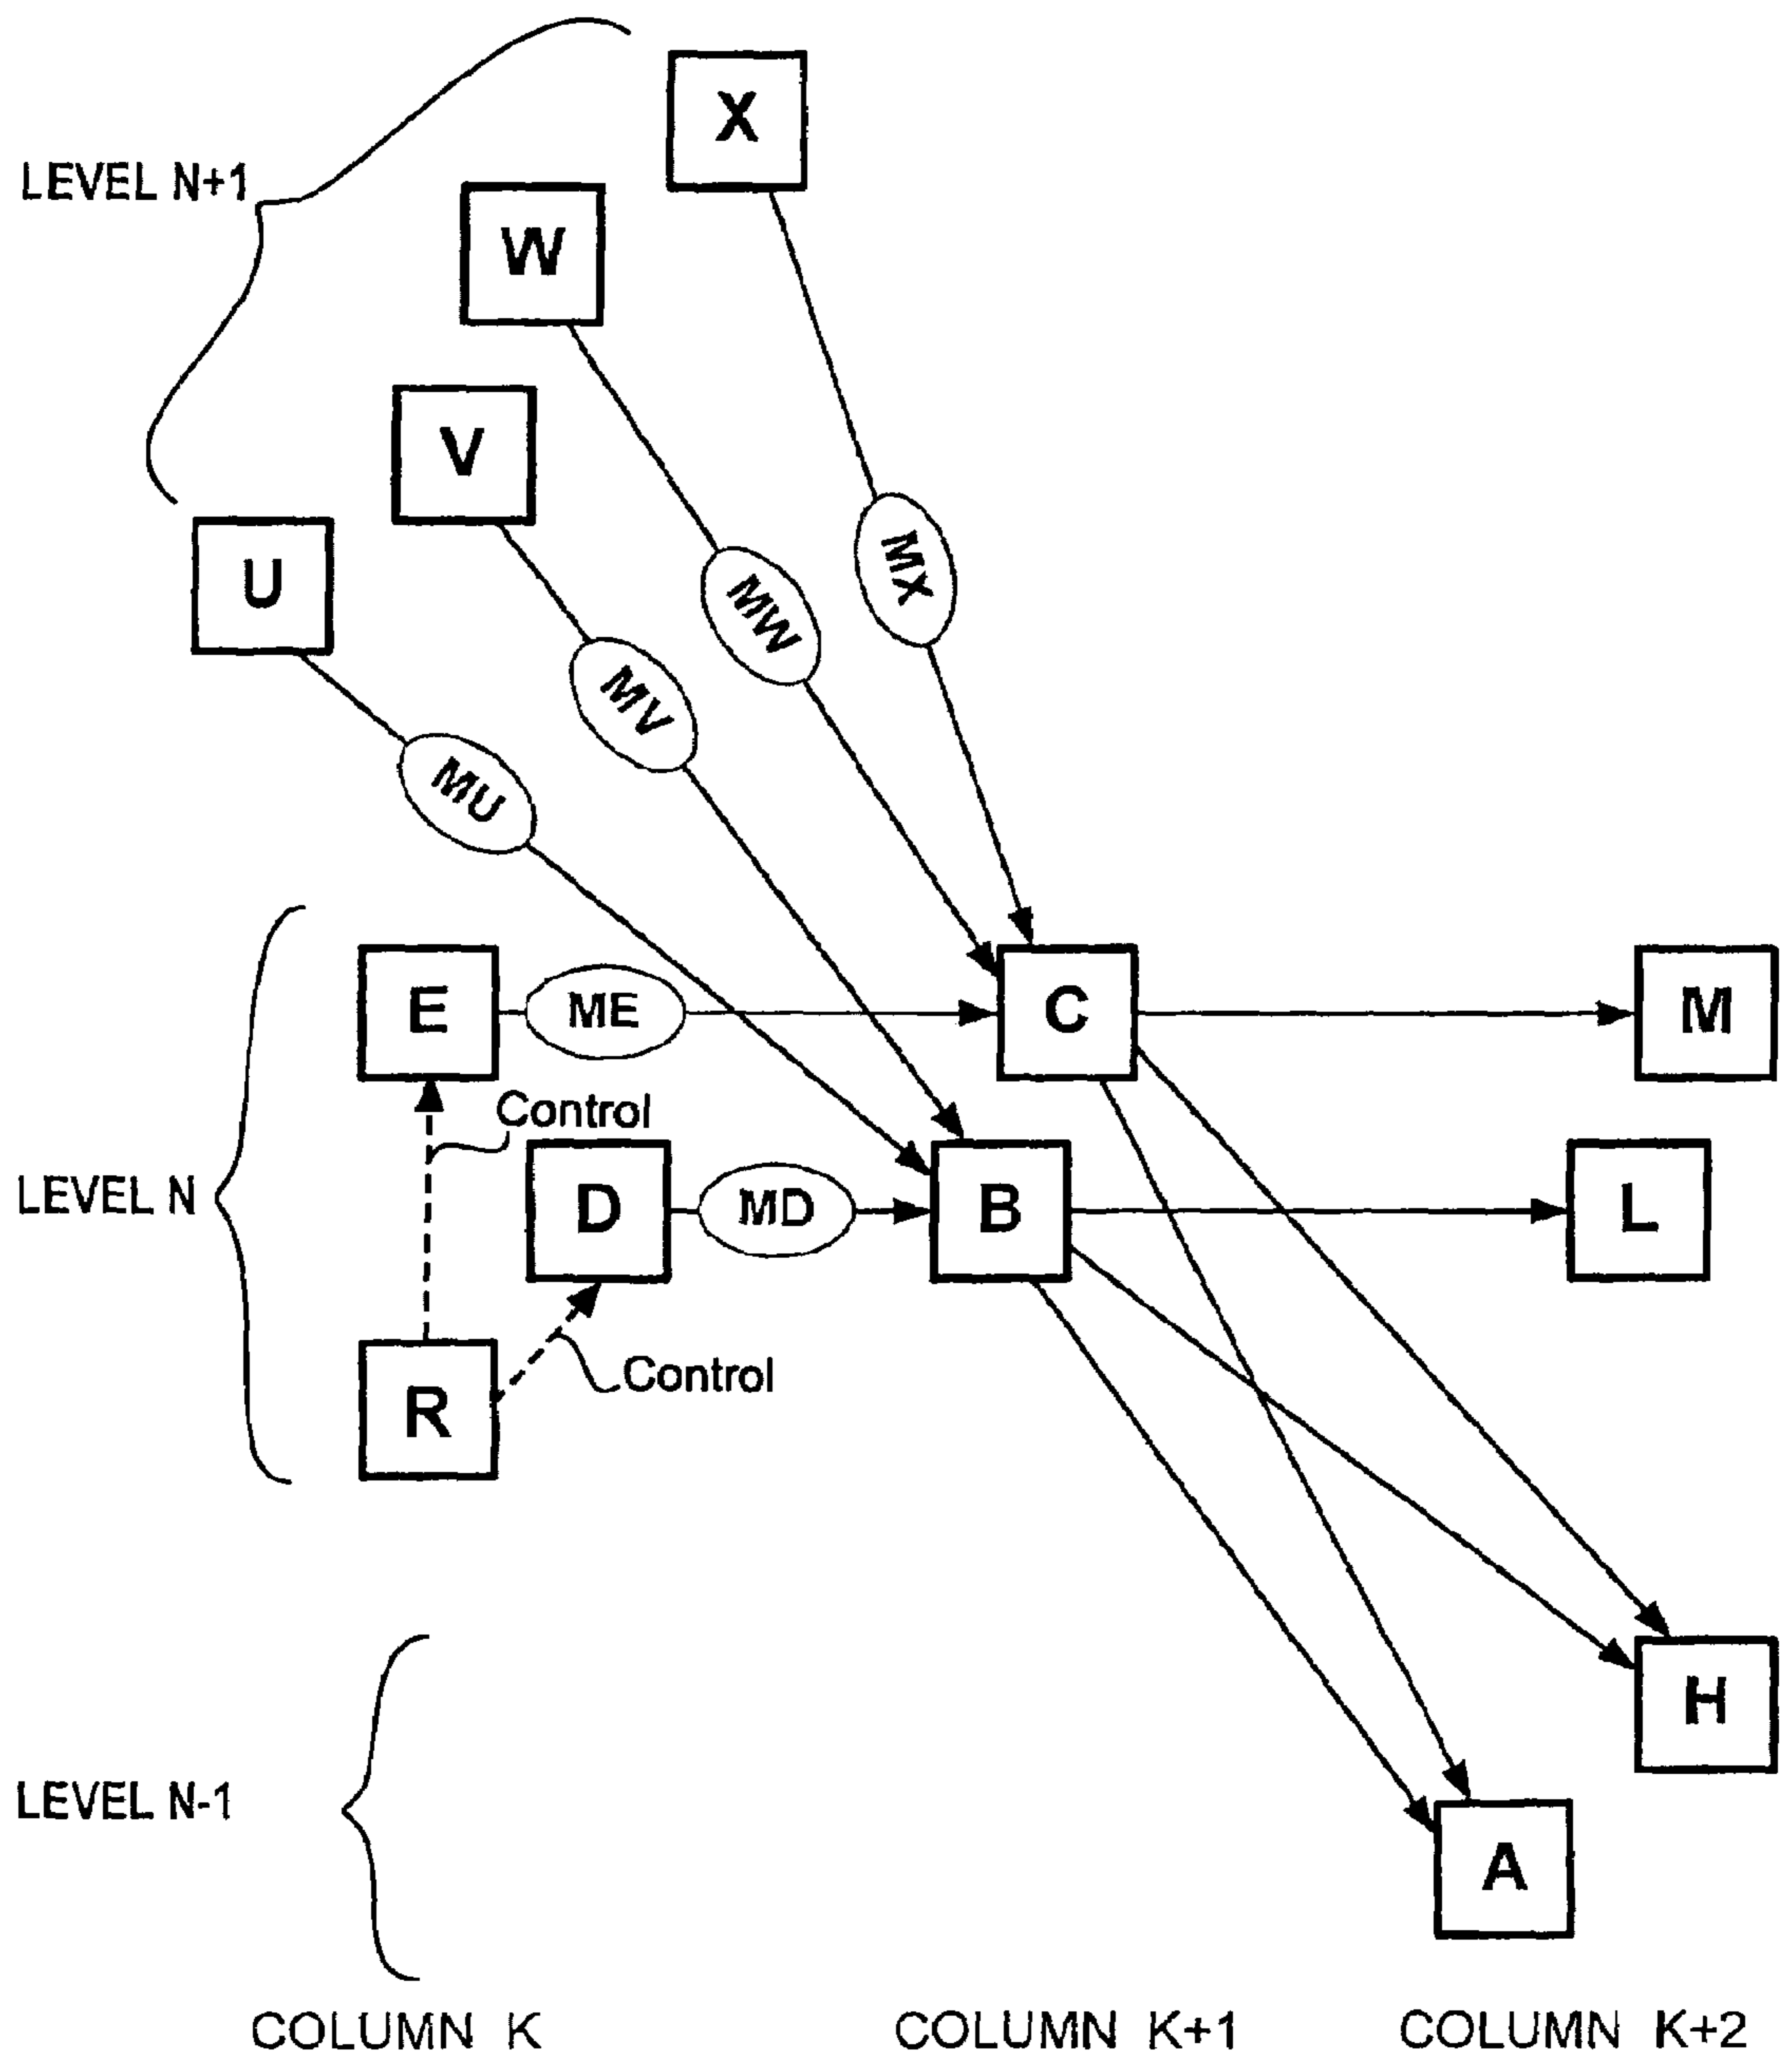 X
LEVEL N+1
W
V
U
MX
MW
MV
MU
E
ME
C
M
Control
LEVEL N
D
MD
B
L
R
Control
H
LEVEL N-1
A
COLUMN K
COLUMN K+1
COLUMN K+2